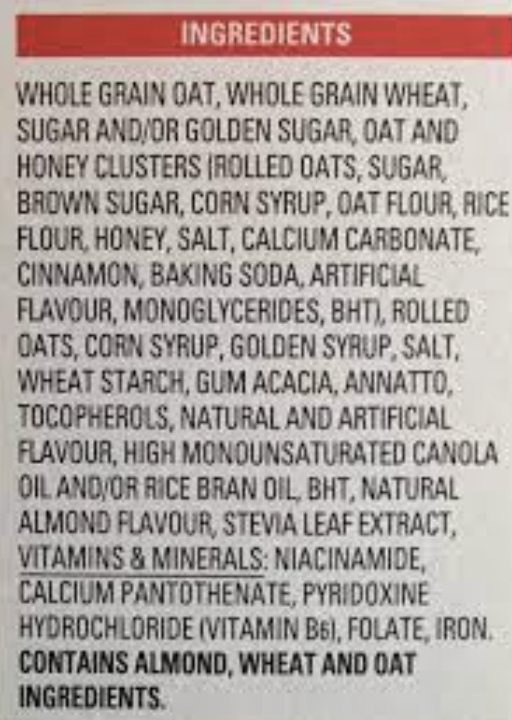 INGREDIENTS
WHOLE GRAIN OAT, WHOLE GRAIN WHEAT,
SUGAR AND/OR GOLDEN SUGAR, OAT AND
HONEY CLUSTERS (ROLLED OATS, SUGAR,
BROWN SUGAR, CORN SYRUP, OAT FLOUR, RICE
FLOUR, HONEY, SALT, CALCIUM CARBONATE,
CINNAMON, BAKING SODA, ARTIFICIAL
FLAVOUR, MONOGLYCERIDES, BHT), ROLLED
OATS, CORN SYRUP, GOLDEN SYRUP, SALT,
WHEAT STARCH, GUM ACACIA, ANNATTO,
TOCOPHEROLS, NATURAL AND ARTIFICIAL
FLAVOUR, HIGH MONOUNSATURATED CANOLA
OIL AND/OR RICE BRAN OIL, BHT, NATURAL
ALMOND FLAVOUR, STEVIA LEAF EXTRACT,
VITAMINS & MINERALS: NIACINAMIDE,
CALCIUM PANTOTHENATE, PYRIDOXINE
HYDROCHLORIDE (VITAMIN B6), FOLATE, IRON.
CONTAINS ALMOND, WHEAT AND OAT
INGREDIENTS.